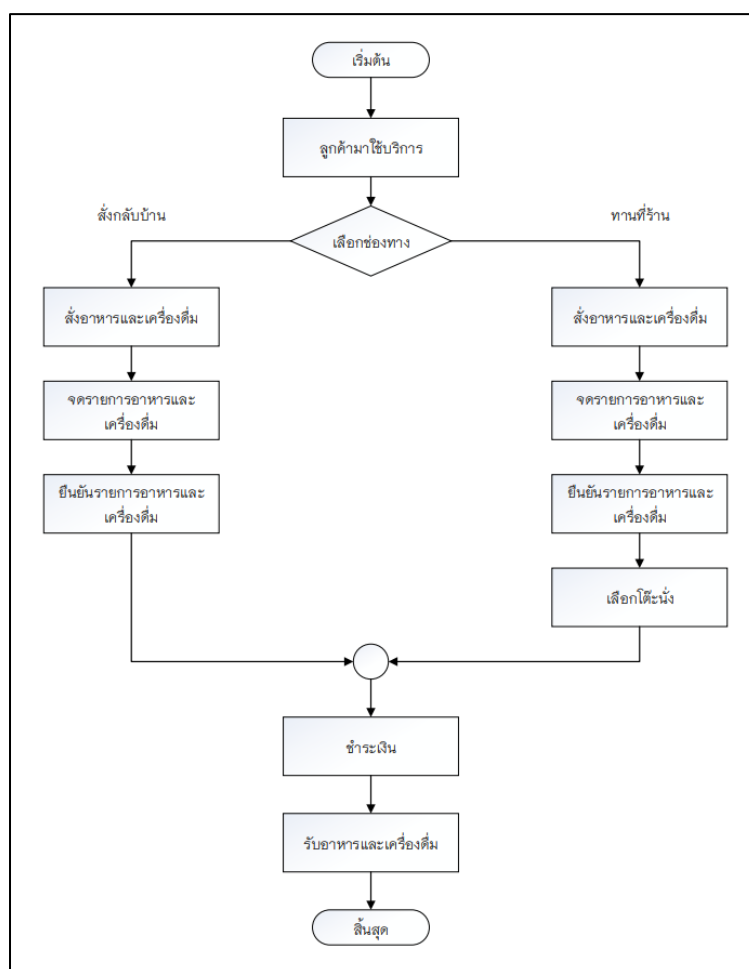 เริ่มต้น
ลูกค้ามาใช้บริการ
สั่งกลับบ้าน
ทานที่ร้าน
เลือกช่องทาง
สั่งอาหารและเครื่องดื่ม
จดรายการอาหารและ
เครื่องดื่ม
ยืนยันรายการอาหารและ
เครื่องดื่ม
สั่งอาหารและเครื่องดื่ม
จดรายการอาหารและ
เครื่องดื่ม
ยืนยันรายการอาหารและ
เครื่องดื่ม
เลือกโต๊ะนั่ง
ชำระเงิน
รับอาหารและเครื่องดื่ม
สิ้นสุด